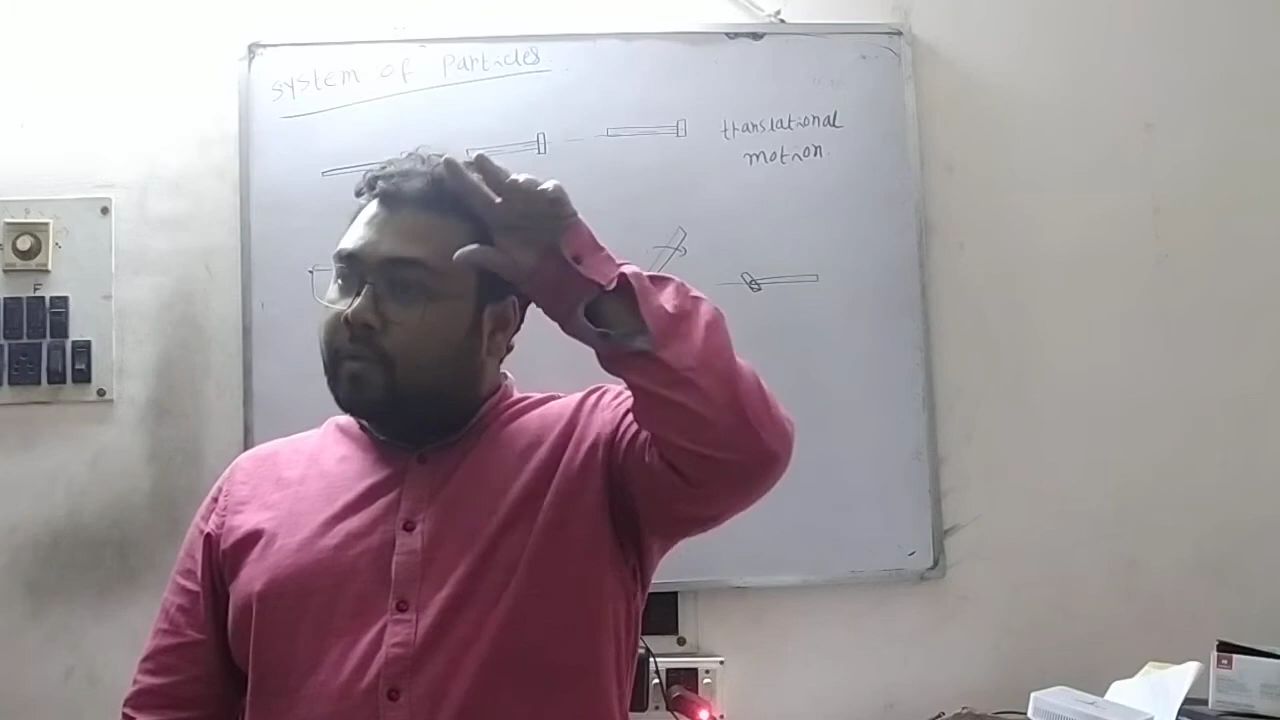 System of Particles
translational
motion.
F